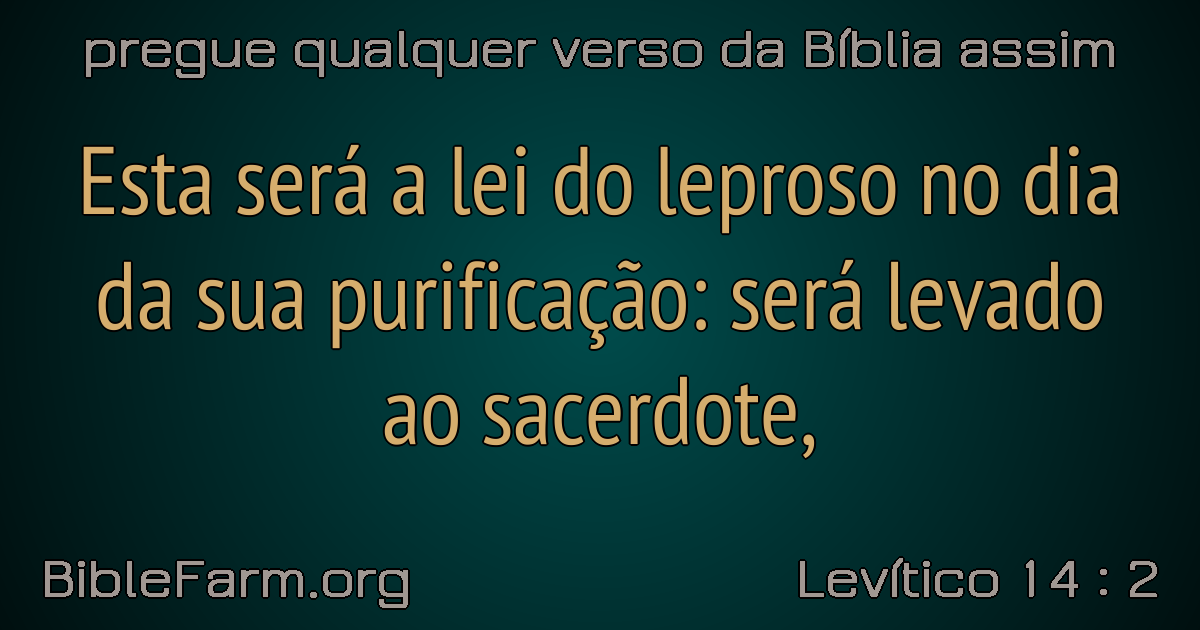 pregue qualquer verso da Bíblia assim
Esta será a lei do leproso no dia
da sua purificação: será levado
ao sacerdote,
BibleFarm.org
Levítico 14 : 2